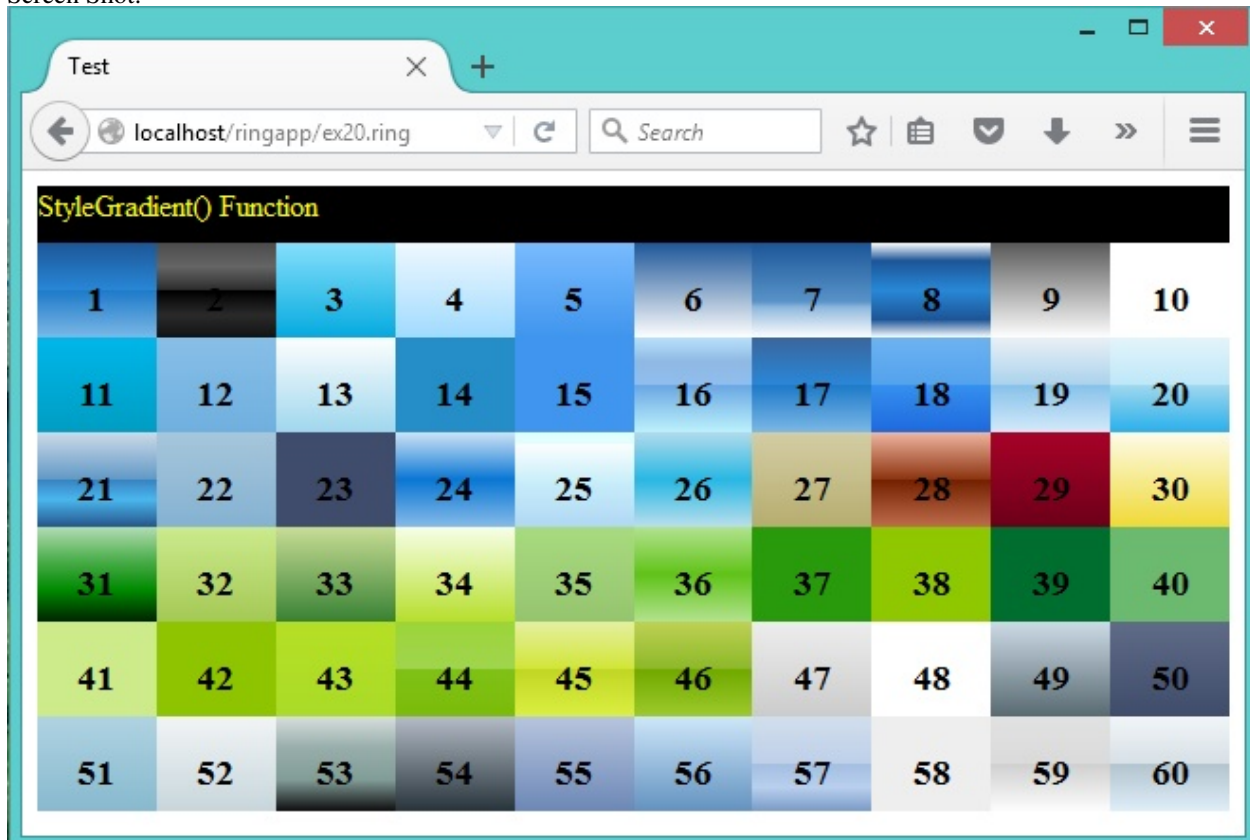 Screen Shot:
Test
localhost/ringapp/ex20.ring
Search
StyleGradient() Function
1 2 3 4 5 6 7 8 9 10
11 12 13 14 15 16 17 18 19 20
21 22 23 24 25 26 27 28 29 30
31 32 33 34 35 36 37 38 39 40
41 42 43 44 45 46 47 48 49 50
51 52 53 54 55 56 57 58 59 60